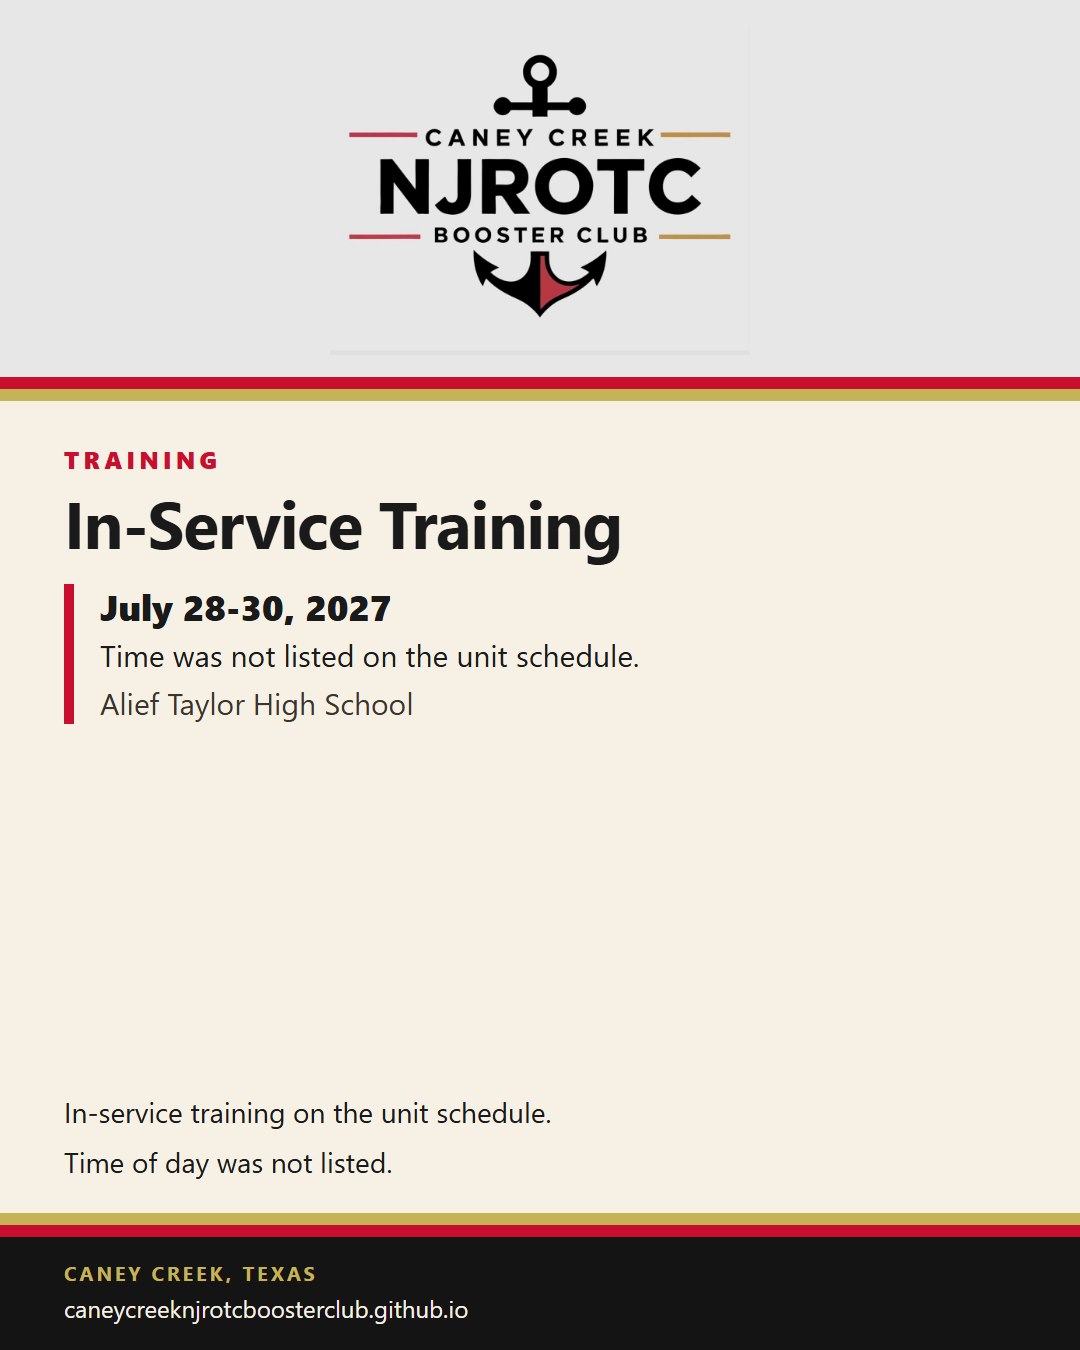 CANEY CREEK
NJROTC
BOOSTER CLUB
TRAINING
In-Service Training
July 28-30, 2027
Time was not listed on the unit schedule.
Alief Taylor High School
In-service training on the unit schedule.
Time of day was not listed.
CANEY CREEK, TEXAS
caneycreeknjrotcboosterclub.github.io